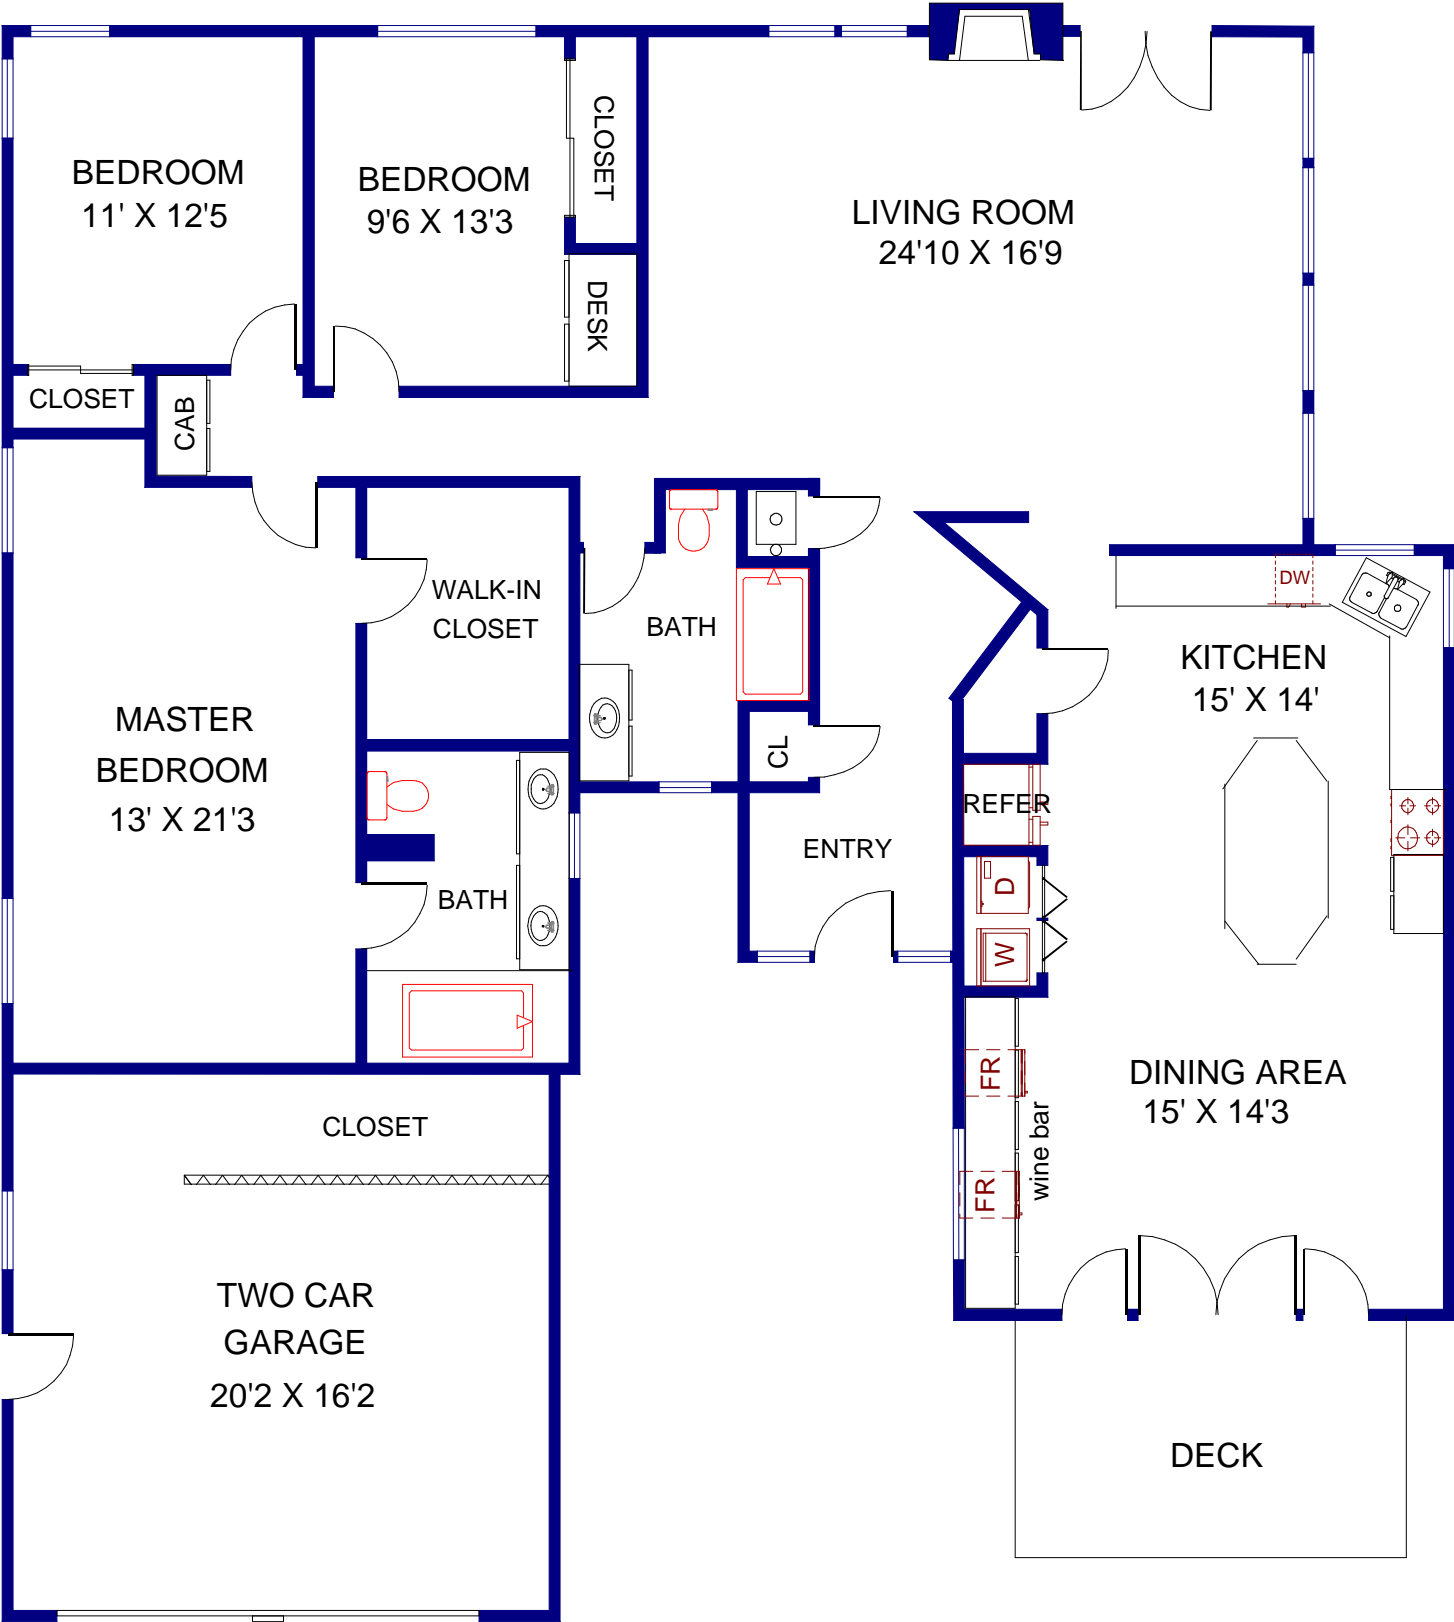 BEDROOM
11' X 12'5
BEDROOM
9'6 X 13'3
CLOSET
DESK
LIVING ROOM
24'10 X 16'9
CLOSET
CAB
WALK-IN
CLOSET
BATH
DW
KITCHEN
15' X 14'
MASTER
BEDROOM
13' X 21'3
CL
REFER
ENTRY
BATH
D
W
FR
FR
wine bar
DINING AREA
15' X 14'3
CLOSET
TWO CAR
GARAGE
20'2 X 16'2
DECK